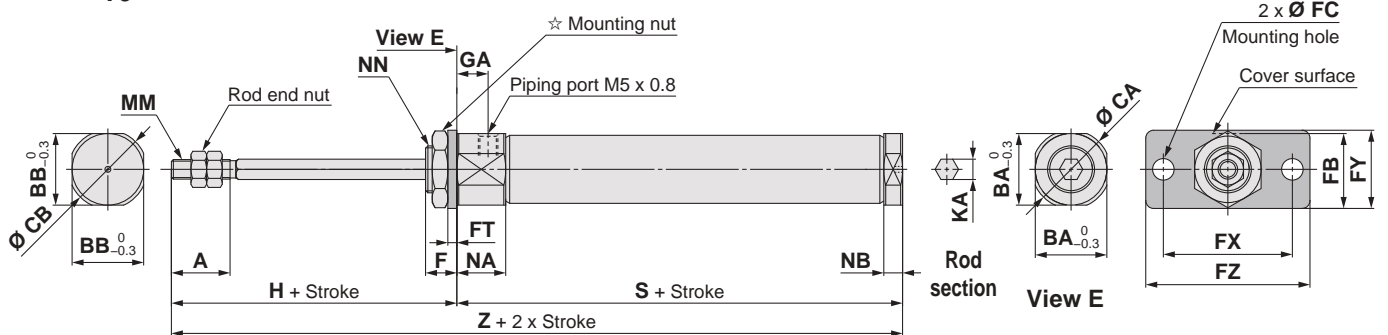 ☆ Mounting nut
View E
GA
NN
Piping port M5 x 0.8
Rod end nut
MM
BB 0 –0.3
Ø CB
BB 0 –0.3
A
FT
F
NA
NB
H + Stroke
S + Stroke
Z + 2 x Stroke
KA
Rod
section
Ø CA
BA 0 –0.3
BA 0 –0.3
View E
2 x Ø FC
Mounting hole
Cover surface
FB
FY
FX
FZ